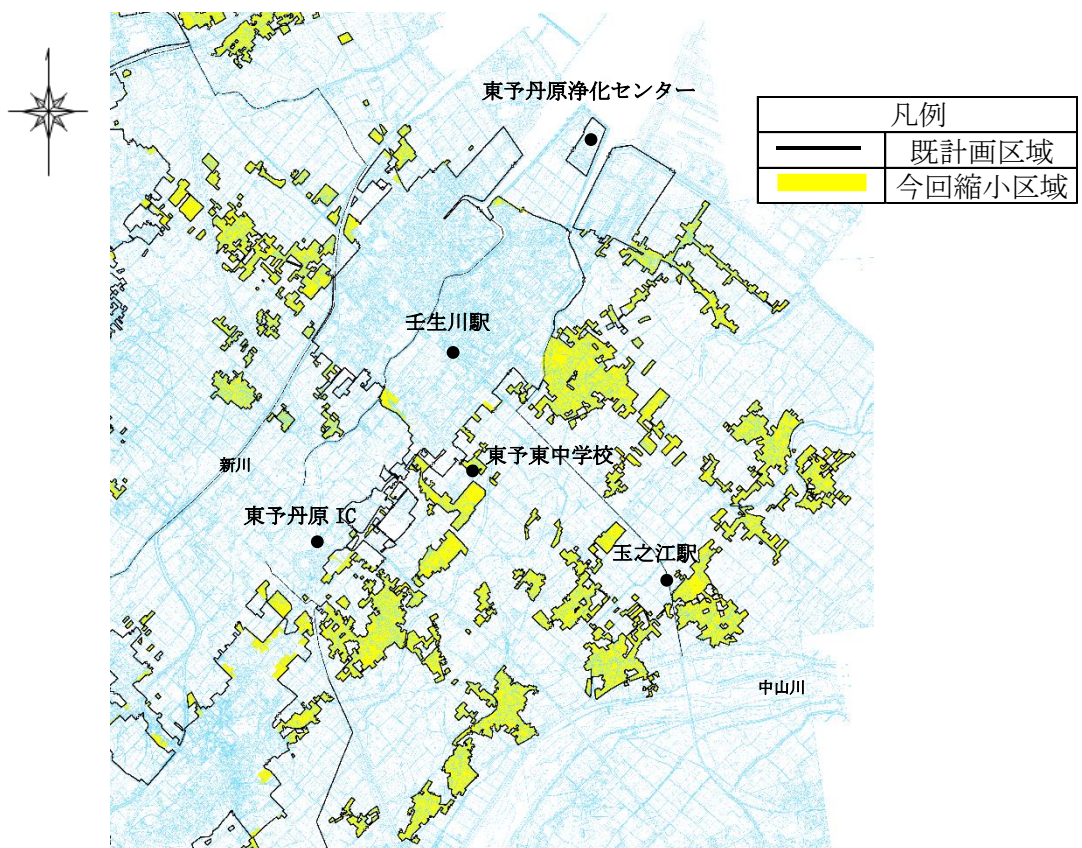 東予丹原浄化センター
凡例
既計画区域
今回縮小区域
壬生川駅
東予東中学校
新川
東予丹原 IC
玉之江駅
中山川